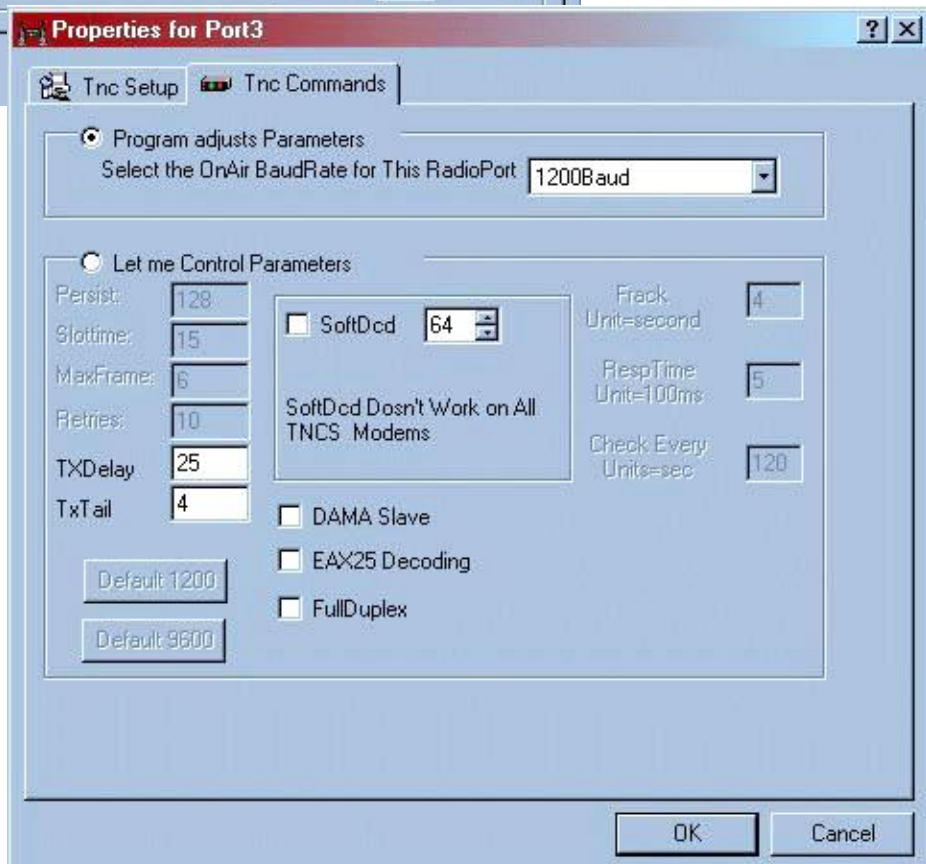 Properties for Port3
Tnc Setup
Tnc Commands
Program adjusts Parameters
Select the OnAir BaudRate for This RadioPort
1200Baud
Let me Control Parameters
Persist: 128
Slottime: 15
MaxFrame: 6
Retries: 10
TXDelay 25
TxTail 4
Default 1200
Default 9600
SoftDcd 64
SoftDcd Dosn't Work on All
TNCS Modems
DAMA Slave
EAX25 Decoding
FullDuplex
Frack
Unit=second
4
RespTime
Unit=100ms
5
Check Every
Units=sec
120
OK
Cancel